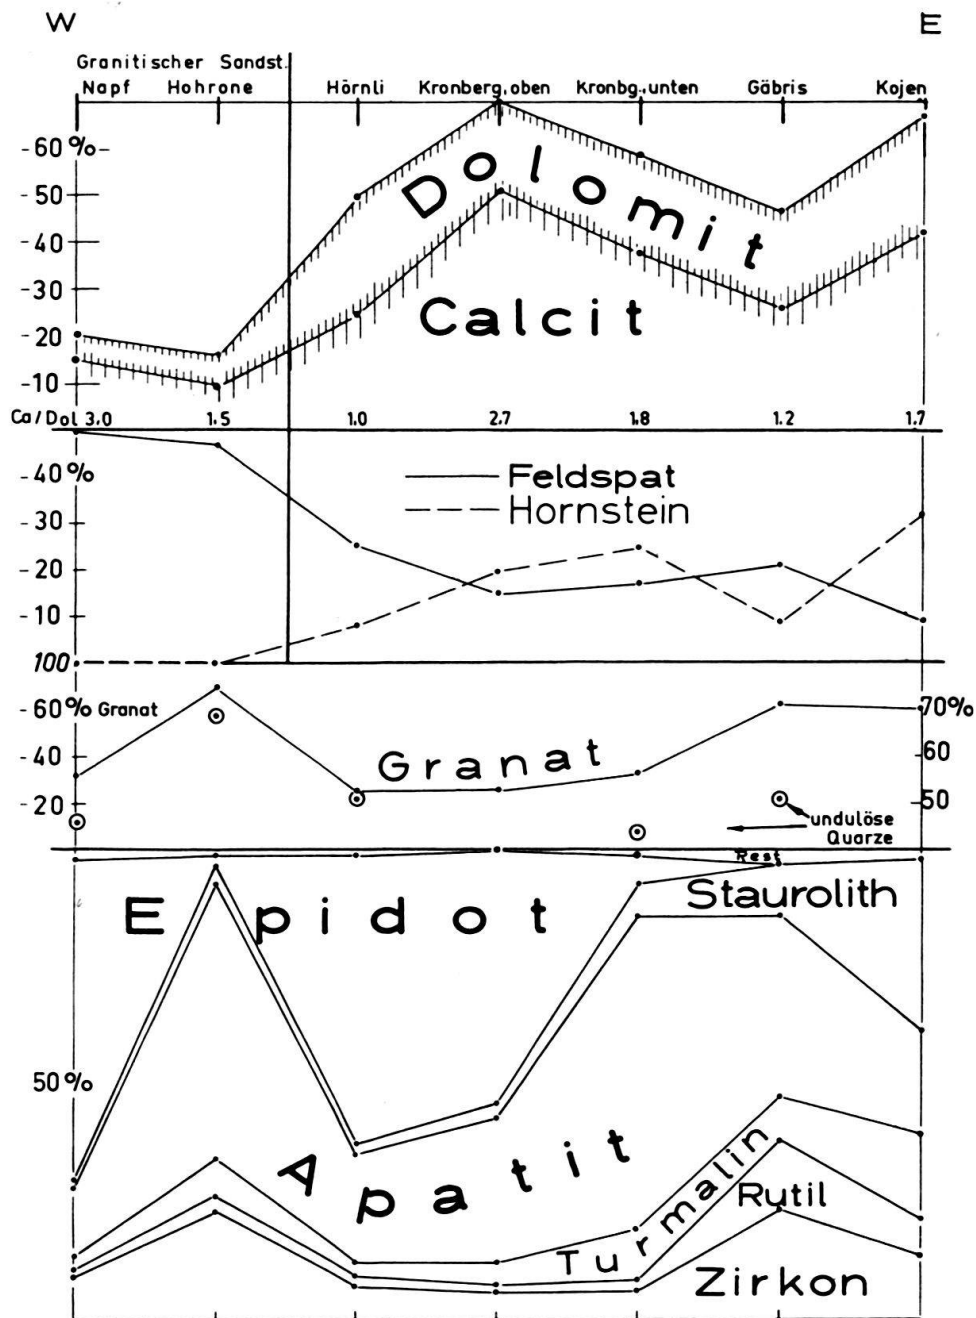 W E
Granitischer Sandst.
Napf Hohrone Hörnli Kronberg, oben Kronbg., unten Gäbris Kojen
-60%-
-50
-40
-30
-20
-10
Dolomit
Calcit
Ca/Dol 3.0 1.5 1.0 2.7 1.8 1.2 1.7
-40%
-30
-20
-10
100
Feldspat
Hornstein
-60% Granat
-40
-20
Granat
70%
60
50
undulöse
Quarze
Rest
Epidot
Staurolith
50%
Apatit
Turmalin
Rutil
Zirkon